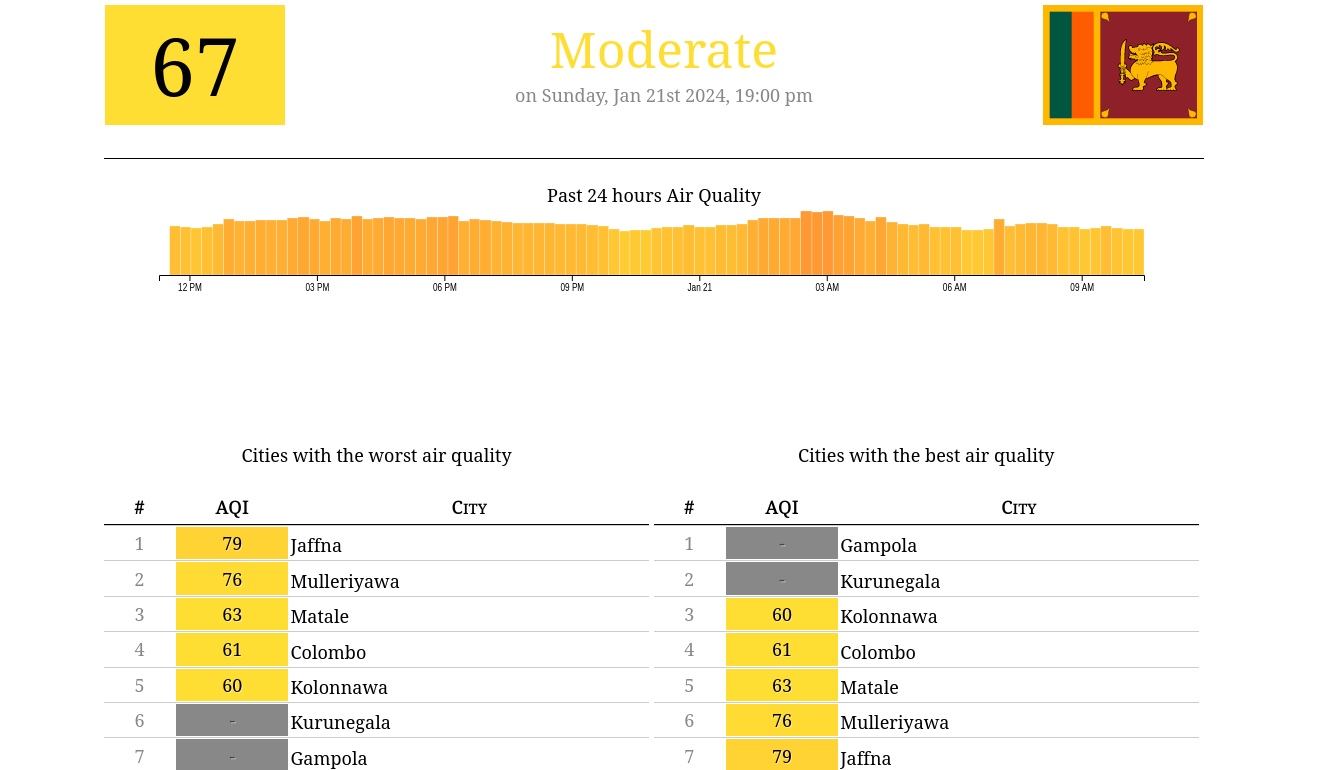 67
Moderate
on Sunday, Jan 21st 2024, 19:00 pm
Past 24 hours Air Quality
12 PM 03 PM 06 PM 09 PM Jan 21 03 AM 06 AM 09 AM
Cities with the worst air quality
# AQI City
1 79 Jaffna
2 76 Mulleriyawa
3 63 Matale
4 61 Colombo
5 60 Kolonnawa
6 - Kurunegala
7 - Gampola
Cities with the best air quality
# AQI City
1 - Gampola
2 - Kurunegala
3 60 Kolonnawa
4 61 Colombo
5 63 Matale
6 76 Mulleriyawa
7 79 Jaffna